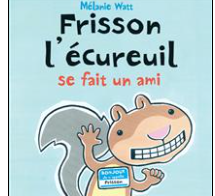 Mélanie Watt
Frisson
l'écureuil
se fait un ami
BONJOUR
Frisson